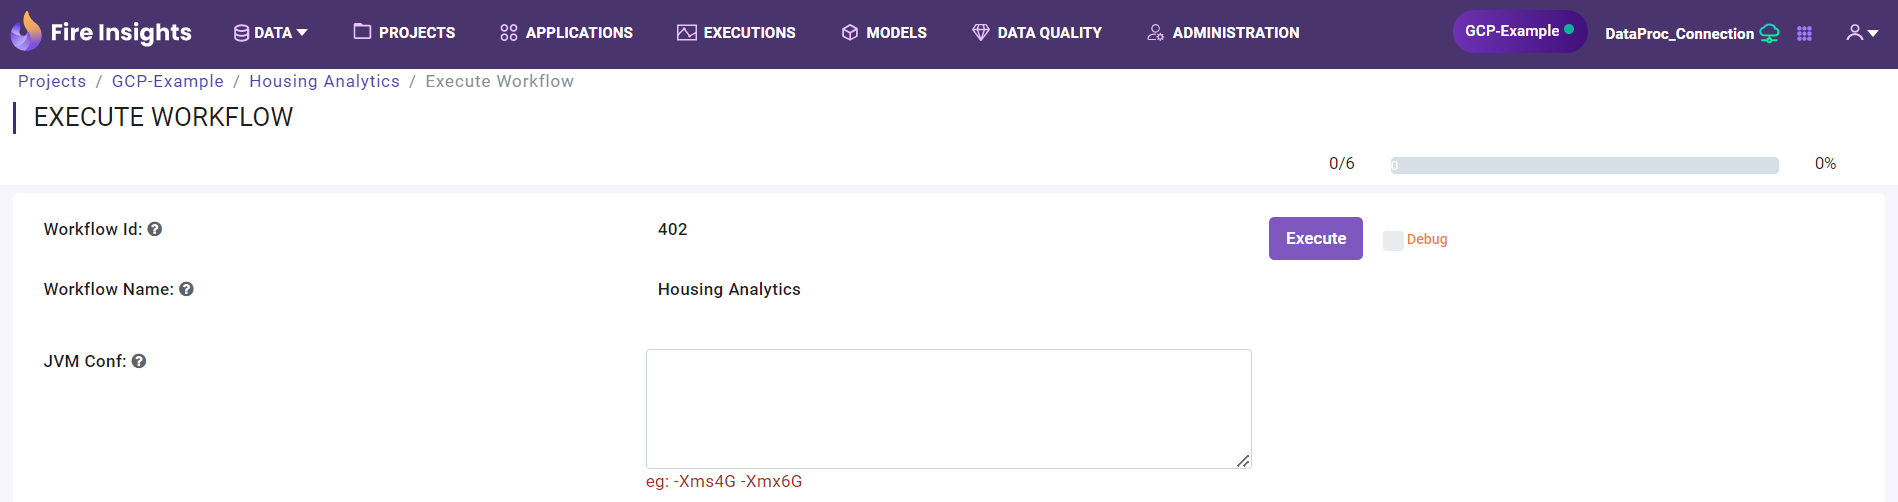 Fire Insights DATA PROJECTS APPLICATIONS EXECUTIONS MODELS DATA QUALITY ADMINISTRATION GCP-Example DataProc_Connection
Projects / GCP-Example / Housing Analytics / Execute Workflow
EXECUTE WORKFLOW
0/6 0 0%
Workflow Id: 402 Execute Debug
Workflow Name: Housing Analytics
JVM Conf:
eg: -Xms4G -Xmx6G